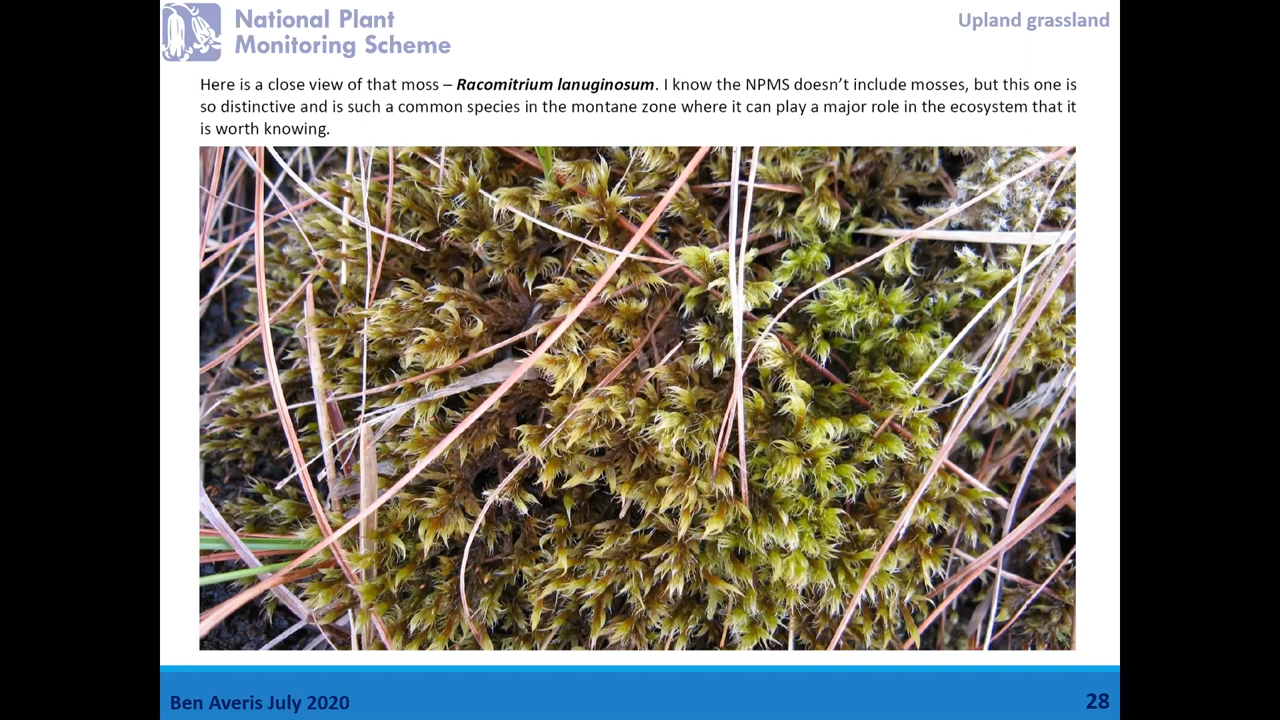 National Plant
Monitoring Scheme
Upland grassland
Here is a close view of that moss – Racomitrium lanuginosum. I know the NPMS doesn’t include mosses, but this one is
so distinctive and is such a common species in the montane zone where it can play a major role in the ecosystem that it
is worth knowing.
Ben Averis July 2020
28